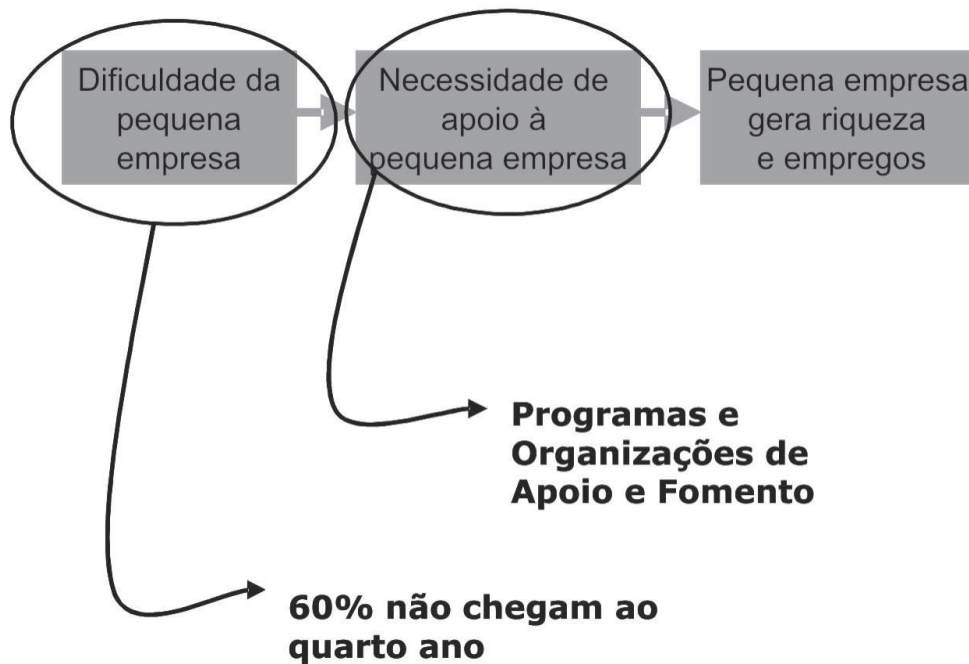 Dificuldade da
pequena
empresa
Necessidade de
apoio à
pequena empresa
Pequena empresa
gera riqueza
e empregos
Programas e
Organizações de
Apoio e Fomento
60% não chegam ao
quarto ano